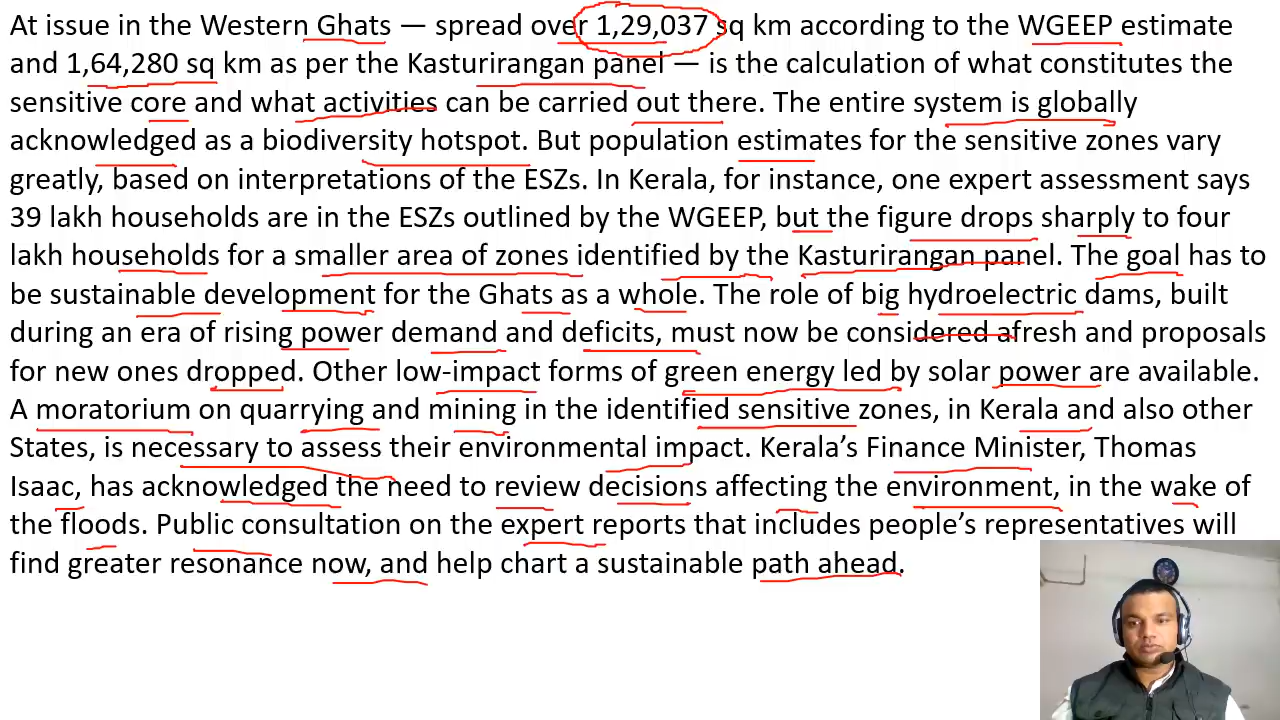 At issue in the Western Ghats — spread over 1,29,037 sq km according to the WGEEP estimate
and 1,64,280 sq km as per the Kasturirangan panel — is the calculation of what constitutes the
sensitive core and what activities can be carried out there. The entire system is globally
acknowledged as a biodiversity hotspot. But population estimates for the sensitive zones vary
greatly, based on interpretations of the ESZs. In Kerala, for instance, one expert assessment says
39 lakh households are in the ESZs outlined by the WGEEP, but the figure drops sharply to four
lakh households for a smaller area of zones identified by the Kasturirangan panel. The goal has to
be sustainable development for the Ghats as a whole. The role of big hydroelectric dams, built
during an era of rising power demand and deficits, must now be considered afresh and proposals
for new ones dropped. Other low-impact forms of green energy led by solar power are available.
A moratorium on quarrying and mining in the identified sensitive zones, in Kerala and also other
States, is necessary to assess their environmental impact. Kerala’s Finance Minister, Thomas
Isaac, has acknowledged the need to review decisions affecting the environment, in the wake of
the floods. Public consultation on the expert reports that includes people’s representatives will
find greater resonance now, and help chart a sustainable path ahead.